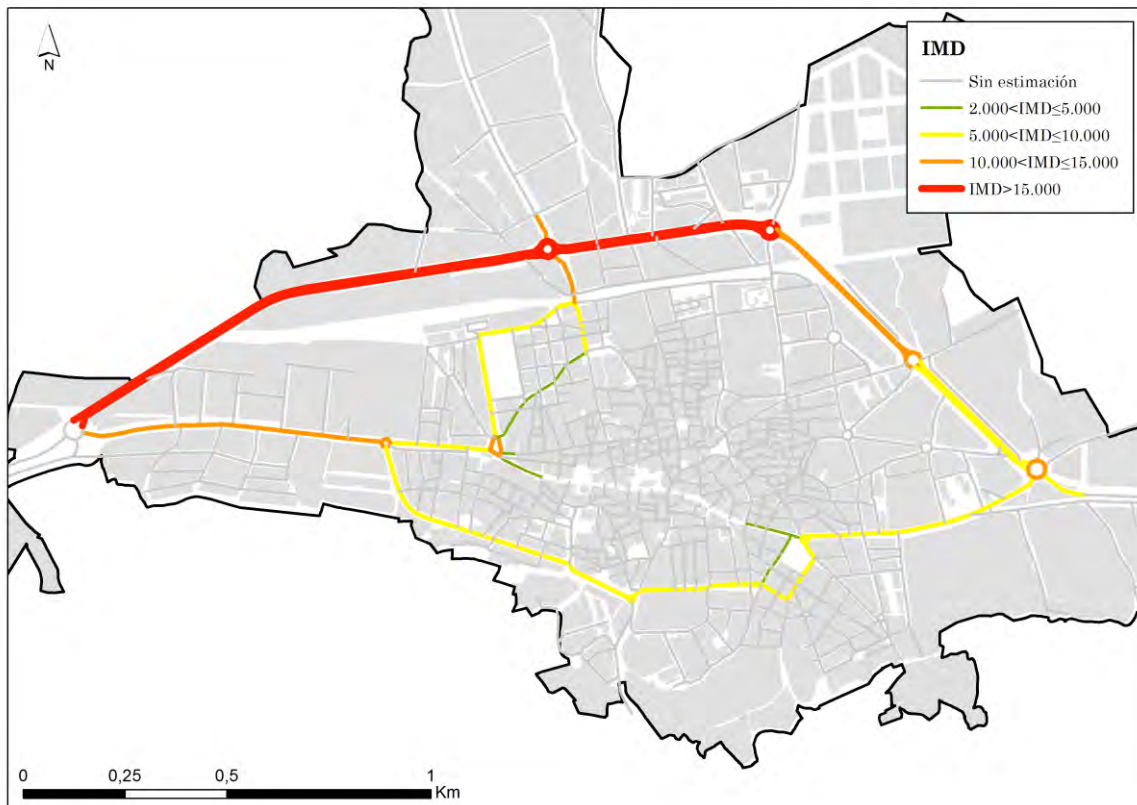 N
IMD
Sin estimación
2.000<IMD≤5.000
5.000<IMD≤10.000
10.000<IMD≤15.000
IMD>15.000
0 0,25 0,5 1
Km